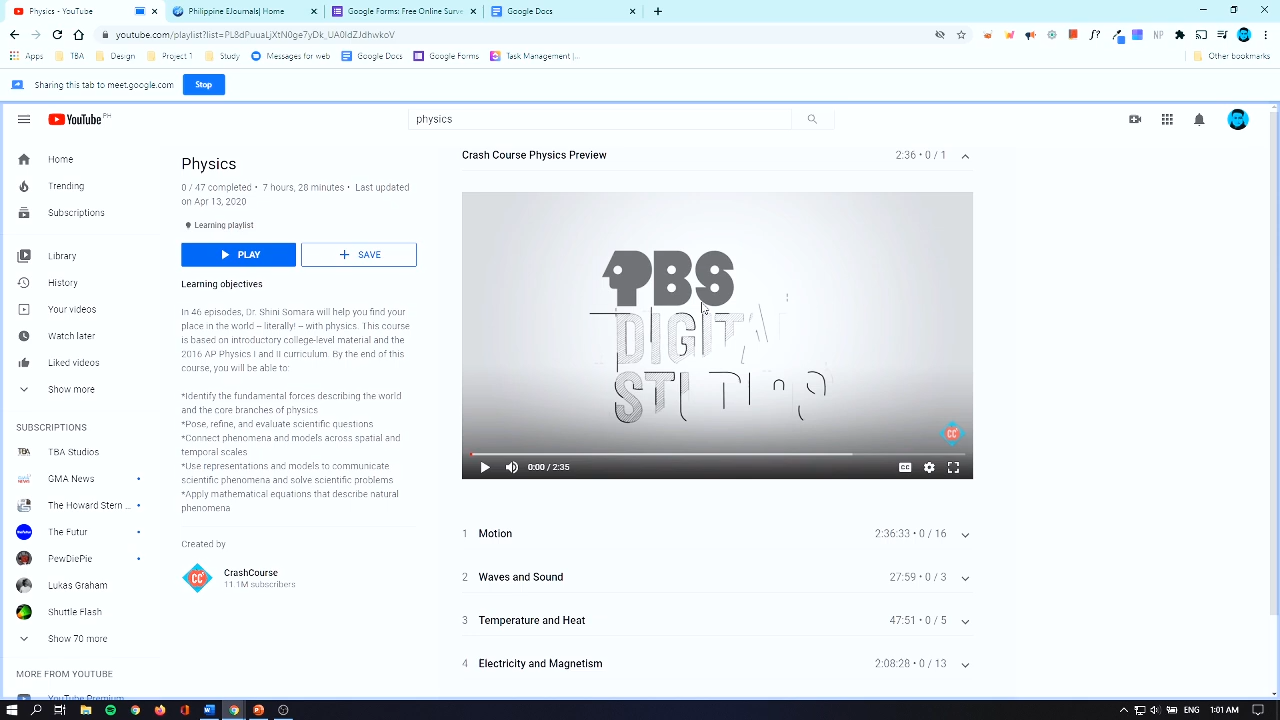 Physics - YouTube
Philippine EJournals| Home
Google Forms: Free Online Surve
Google Docs
youtube.com/playlist?list=PL8dPuuaLjXtN0ge7yDk_UA0ldZJdhwkoV
Apps
TBA
Design
Project 1
Study
Messages for web
Google Docs
Google Forms
Task Management |...
Other bookmarks
Sharing this tab to meet.google.com
Stop
YouTube PH
physics
Home
Trending
Subscriptions
Library
History
Your videos
Watch later
Liked videos
Show more
SUBSCRIPTIONS
TBA Studios
GMA News
The Howard Stern ...
The Futur
PewDiePie
Lukas Graham
Shuttle Flash
Show 70 more
MORE FROM YOUTUBE
YouTube Premium
Physics
0 / 47 completed • 7 hours, 28 minutes • Last updated
on Apr 13, 2020
Learning playlist
PLAY
SAVE
Learning objectives
In 46 episodes, Dr. Shini Somara will help you find your
place in the world -- literally! -- with physics. This course
is based on introductory college-level material and the
2016 AP Physics I and II curriculum. By the end of this
course, you will be able to:
*Identify the fundamental forces describing the world
and the core branches of physics
*Pose, refine, and evaluate scientific questions
*Connect phenomena and models across spatial and
temporal scales
*Use representations and models to communicate
scientific phenomena and solve scientific problems
*Apply mathematical equations that describe natural
phenomena
Created by
CC
CrashCourse
11.1M subscribers
Crash Course Physics Preview
2:36 • 0 / 1
PBS
DIGITAL
CC
0:00 / 2:35
CC
1 Motion 2:36:33 • 0 / 16
2 Waves and Sound 27:59 • 0 / 3
3 Temperature and Heat 47:51 • 0 / 5
4 Electricity and Magnetism 2:08:28 • 0 / 13
ENG 1:01 AM